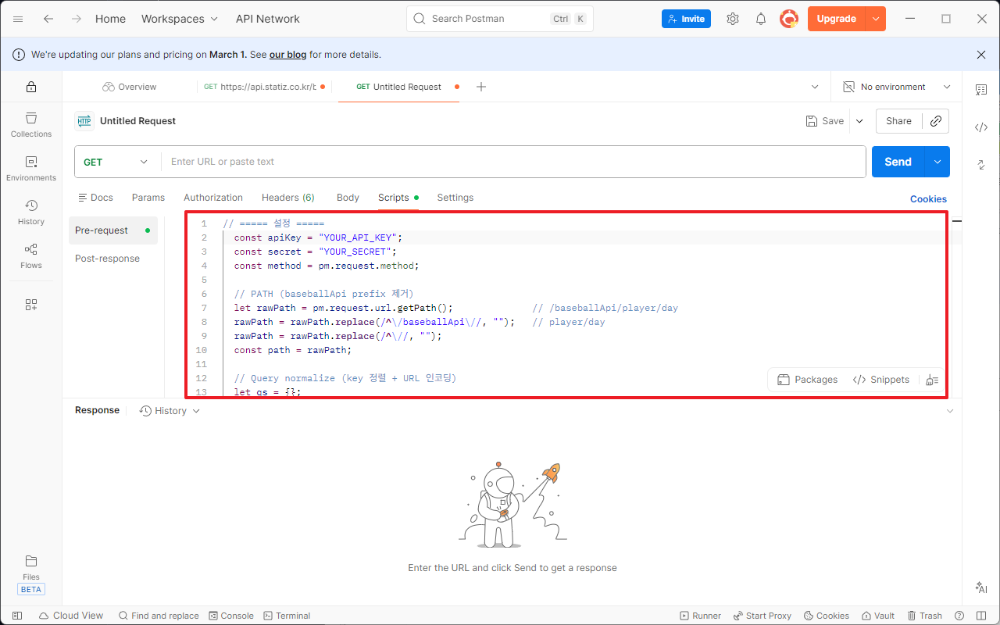 Home Workspaces API Network Search Postman Ctrl K Invite Upgrade
We're updating our plans and pricing on March 1. See our blog for more details.
Overview GET https://api.statiz.co.kr/b GET Untitled Request No environment
HTTP Untitled Request Save Share
Collections
GET Enter URL or paste text Send
Environments
Docs Params Authorization Headers (6) Body Scripts Settings Cookies
History
Flows
Pre-request
Post-response
1 // ===== 설정 =====
2 const apiKey = "YOUR_API_KEY";
3 const secret = "YOUR_SECRET";
4 const method = pm.request.method;
5
6 // PATH (baseballApi prefix 제거)
7 let rawPath = pm.request.url.getPath(); // /baseballApi/player/day
8 rawPath = rawPath.replace(/^\/baseballApi\//, ""); // player/day
9 rawPath = rawPath.replace(/^\//, "");
10 const path = rawPath;
11
12 // Query normalize (key 정렬 + URL 인코딩)
13 let qs = {};
Packages </> Snippets
Response History
Enter the URL and click Send to get a response
Files
BETA
AI
Cloud View Find and replace Console Terminal Runner Start Proxy Cookies Vault Trash